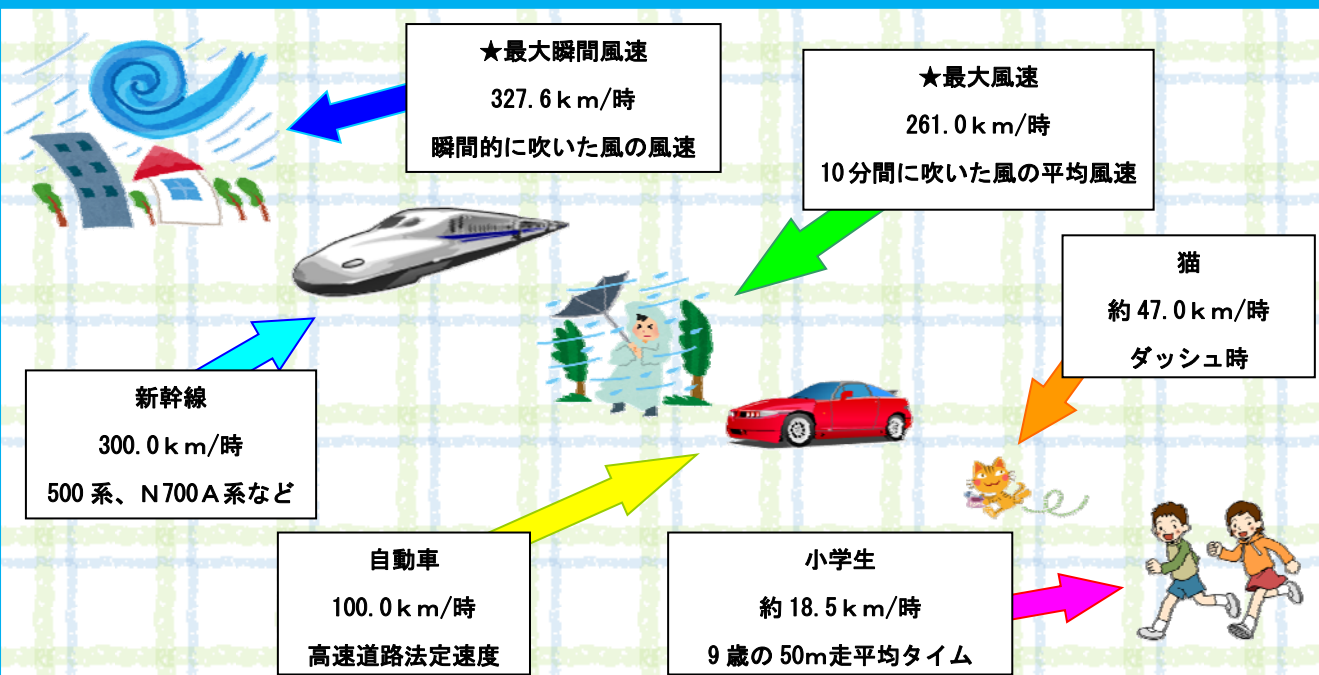 ★最大瞬間風速
327.6ｋｍ/時
瞬間的に吹いた風の風速
★最大風速
261.0ｋｍ/時
10分間に吹いた風の平均風速
猫
約47.0ｋｍ/時
ダッシュ時
新幹線
300.0ｋｍ/時
500系、Ｎ700Ａ系など
自動車
100.0ｋｍ/時
高速道路法定速度
小学生
約18.5ｋｍ/時
9歳の50ｍ走平均タイム